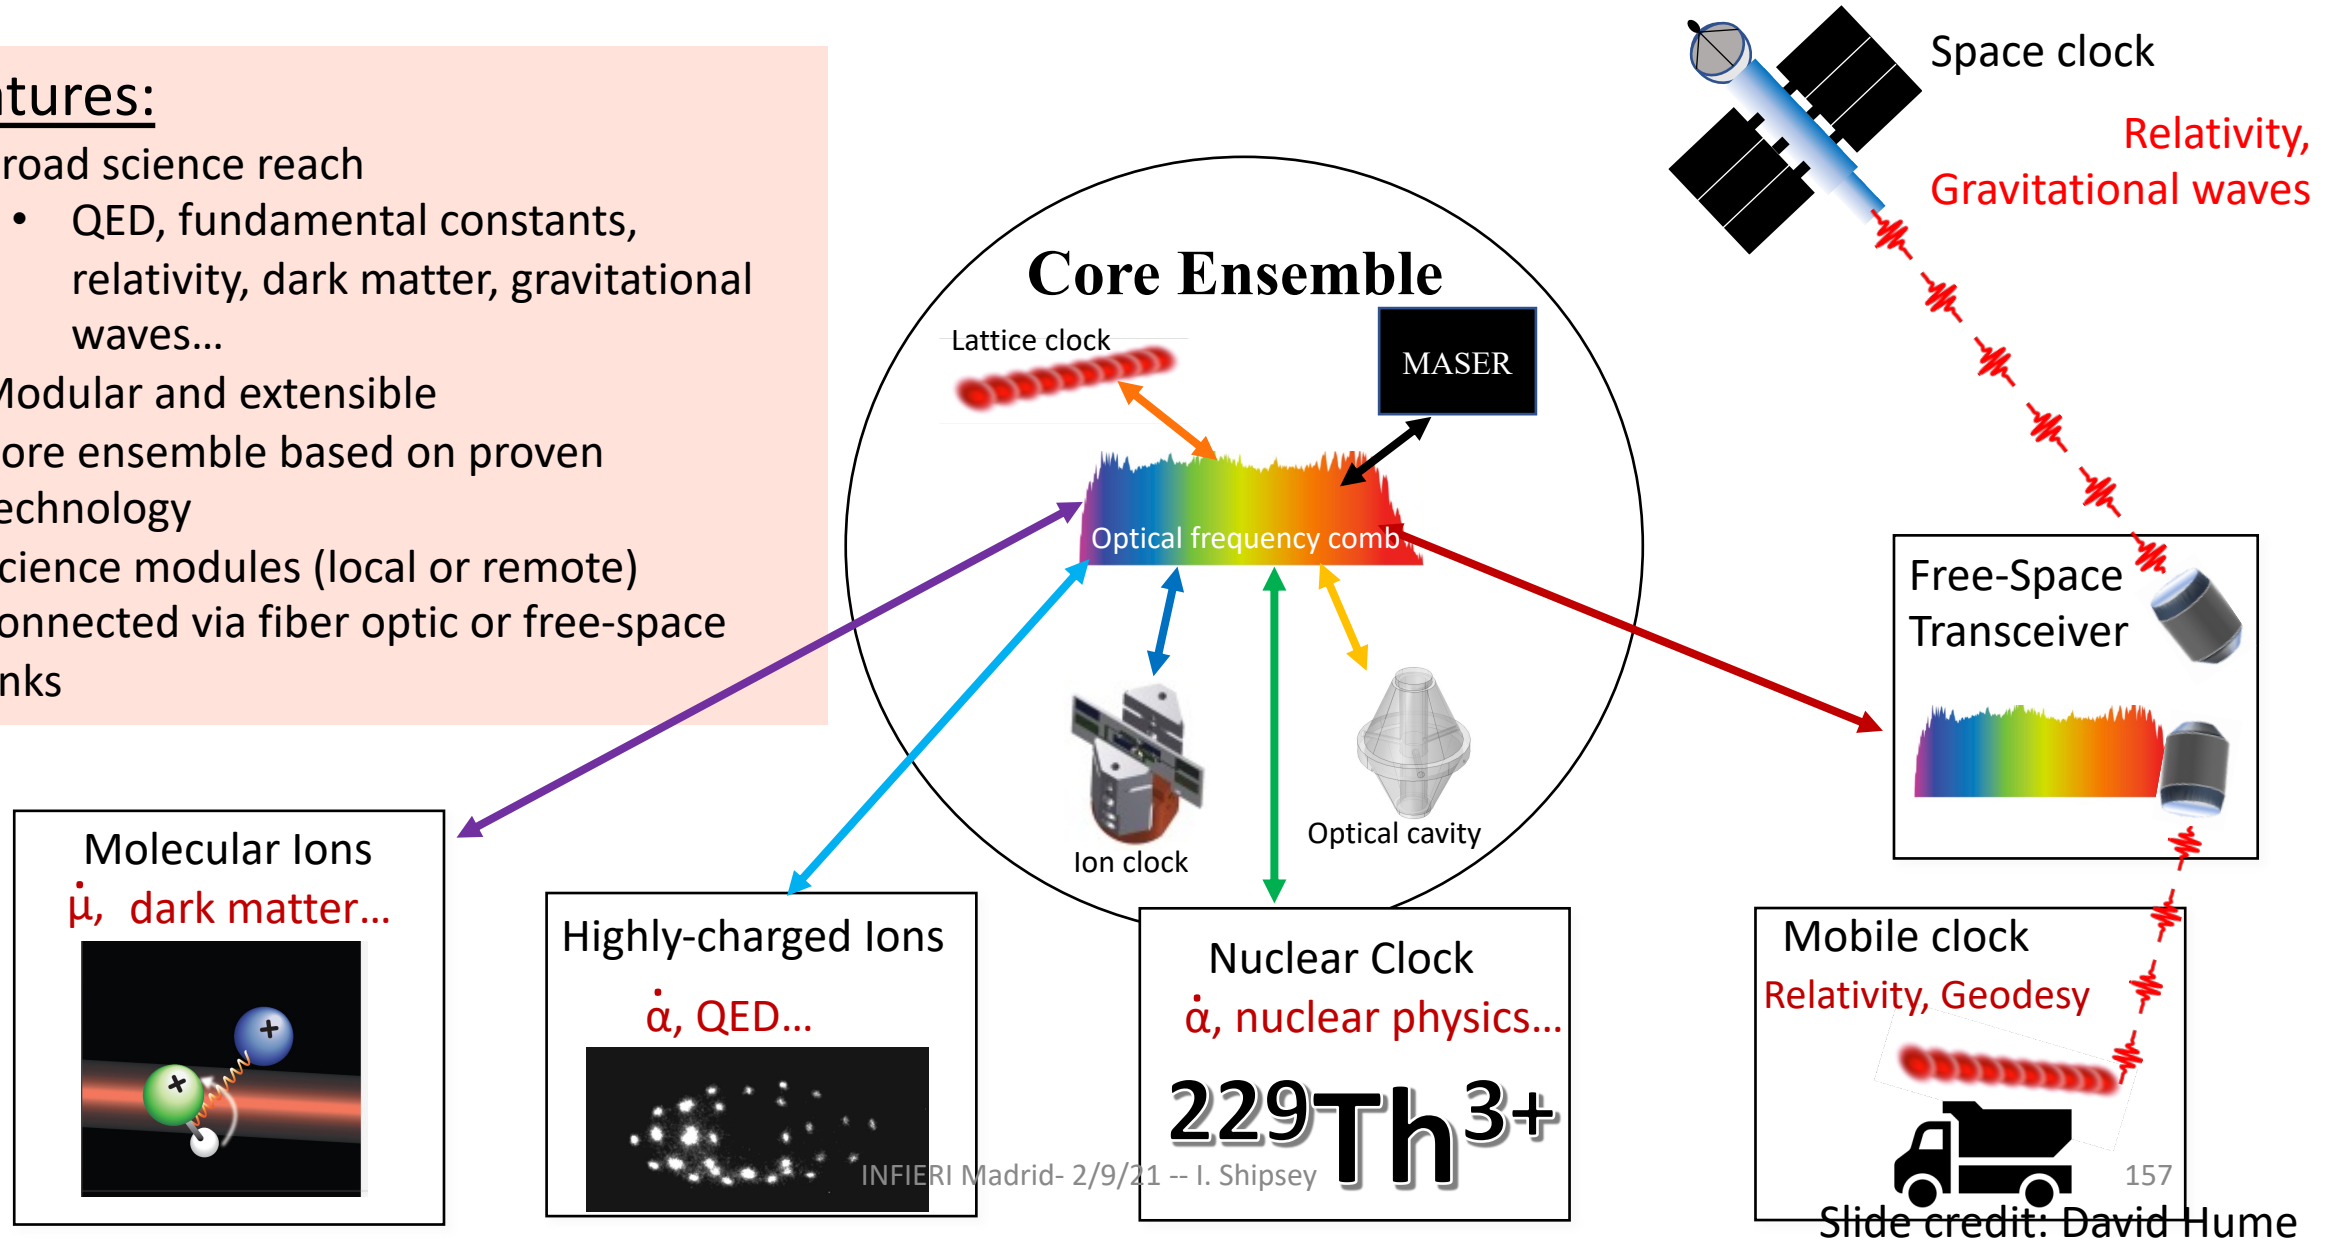 atures:
road science reach
• QED, fundamental constants,
relativity, dark matter, gravitational
waves...
Modular and extensible
ore ensemble based on proven
echnology
cience modules (local or remote)
onnected via fiber optic or free-space
nks
Core Ensemble
Lattice clock
MASER
Optical frequency comb
Ion clock
Optical cavity
Space clock
Relativity,
Gravitational waves
Free-Space
Transceiver
Molecular Ions
μ̇, dark matter...
Highly-charged Ions
α̇, QED...
Nuclear Clock
α̇, nuclear physics...
²²⁹Th³⁺
Mobile clock
Relativity, Geodesy
INFIERI Madrid- 2/9/21 -- I. Shipsey
157
Slide credit: David Hume